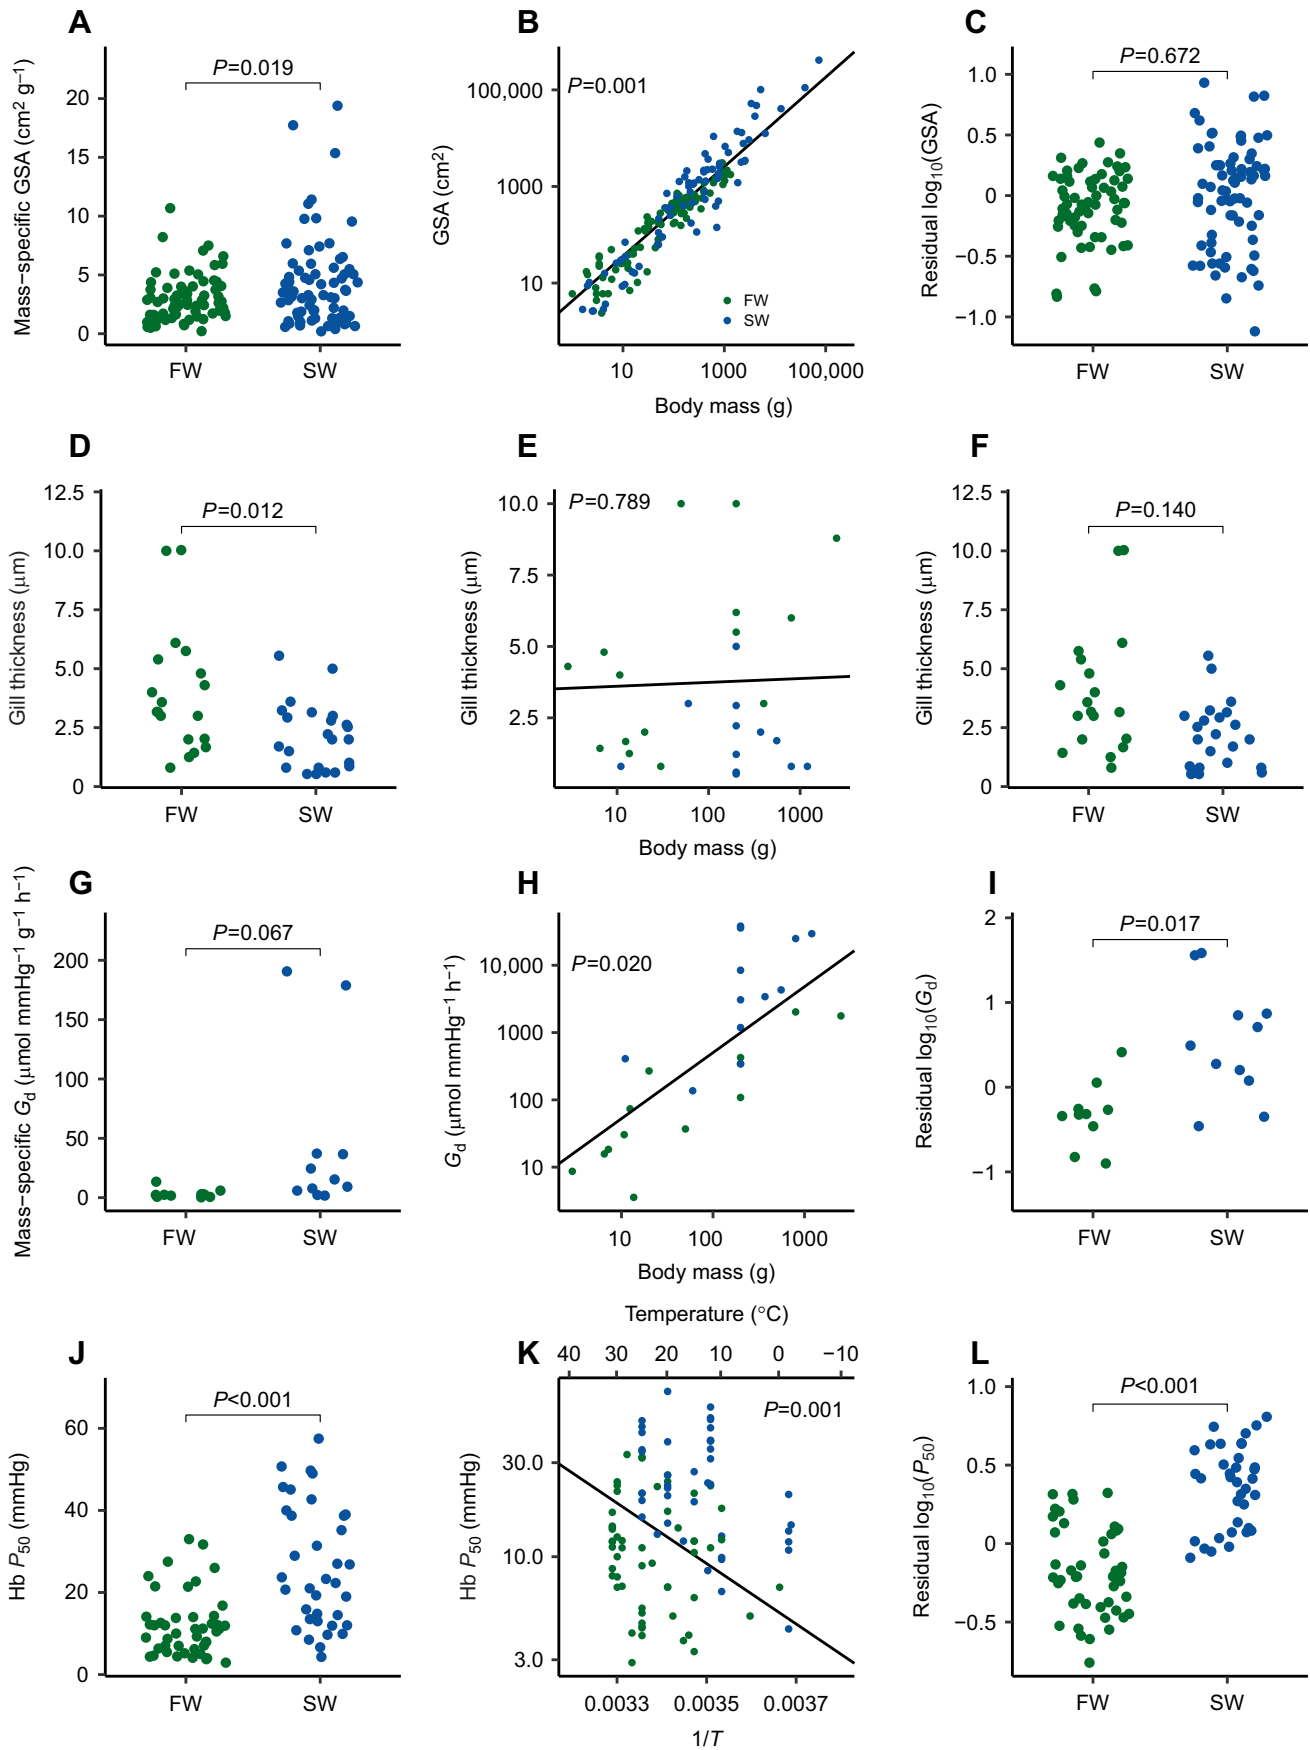 A
Mass−specific GSA (cm² g⁻¹)
20
15
10
5
0
P=0.019
FW
SW
B
GSA (cm²)
100,000
1000
10
P=0.001
FW
SW
10
1000
100,000
Body mass (g)
C
Residual log₁₀(GSA)
1.0
0.5
0
−0.5
−1.0
P=0.672
FW
SW
D
Gill thickness (μm)
12.5
10.0
7.5
5.0
2.5
0
P=0.012
FW
SW
E
Gill thickness (μm)
10.0
7.5
5.0
2.5
P=0.789
10
100
1000
Body mass (g)
F
Gill thickness (μm)
12.5
10.0
7.5
5.0
2.5
0
P=0.140
FW
SW
G
Mass−specific Gd (μmol mmHg⁻¹ g⁻¹ h⁻¹)
200
150
100
50
0
P=0.067
FW
SW
H
Gd (μmol mmHg⁻¹ h⁻¹)
10,000
1000
100
10
P=0.020
10
100
1000
Body mass (g)
I
Residual log₁₀(Gd)
2
1
0
−1
P=0.017
FW
SW
J
Hb P₅₀ (mmHg)
60
40
20
0
P<0.001
FW
SW
K
Temperature (°C)
40 30 20 10 0 −10
Hb P₅₀ (mmHg)
30.0
10.0
3.0
P=0.001
0.0033
0.0035
0.0037
1/T
L
Residual log₁₀(P₅₀)
1.0
0.5
0
−0.5
P<0.001
FW
SW